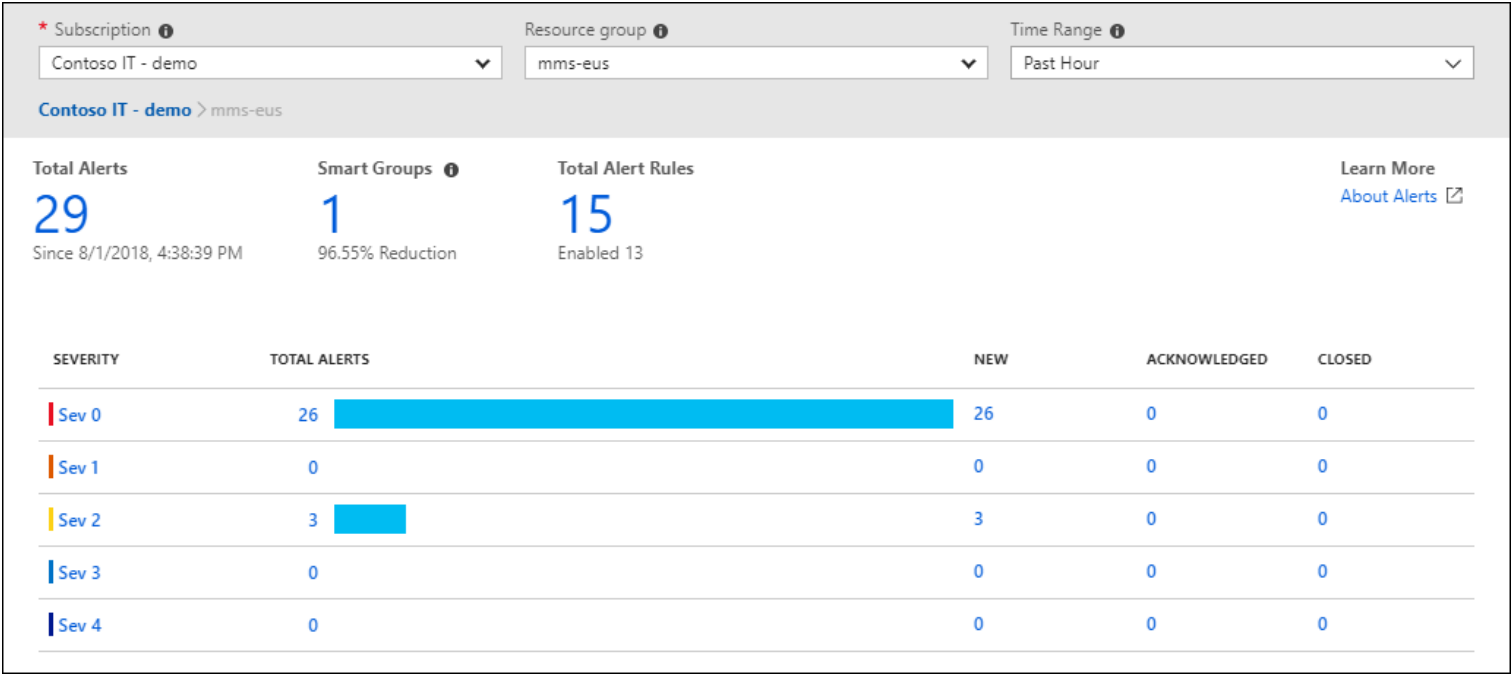 * Subscription Resource group Time Range
Contoso IT - demo mms-eus Past Hour
Contoso IT - demo > mms-eus
Total Alerts Smart Groups Total Alert Rules Learn More
29 1 15 About Alerts
Since 8/1/2018, 4:38:39 PM 96.55% Reduction Enabled 13
SEVERITY TOTAL ALERTS NEW ACKNOWLEDGED CLOSED
Sev 0 26 26 0 0
Sev 1 0 0 0 0
Sev 2 3 3 0 0
Sev 3 0 0 0 0
Sev 4 0 0 0 0